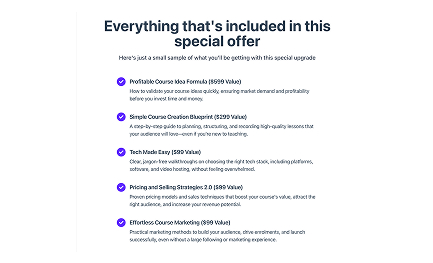 Everything that's included in this
special offer
Here's just a small sample of what you'll be getting with this special upgrade
Profitable Course Idea Formula ($599 Value)
How to validate your course ideas quickly, ensuring market demand and profitability
before you invest time and money.
Simple Course Creation Blueprint ($299 Value)
A step-by-step guide to planning, structuring, and recording high-quality lessons that
your audience will love—even if you're new to teaching.
Tech Made Easy ($99 Value)
Clear, jargon-free walkthroughs on choosing the right tech stack, including platforms,
software, and video hosting, without feeling overwhelmed.
Pricing and Selling Strategies 2.0 ($99 Value)
Proven pricing models and sales techniques that boost your course's value, attract the
right audience, and increase your revenue potential.
Effortless Course Marketing ($99 Value)
Practical marketing methods to build your audience, drive enrolments, and launch
successfully, even without a large following or marketing experience.